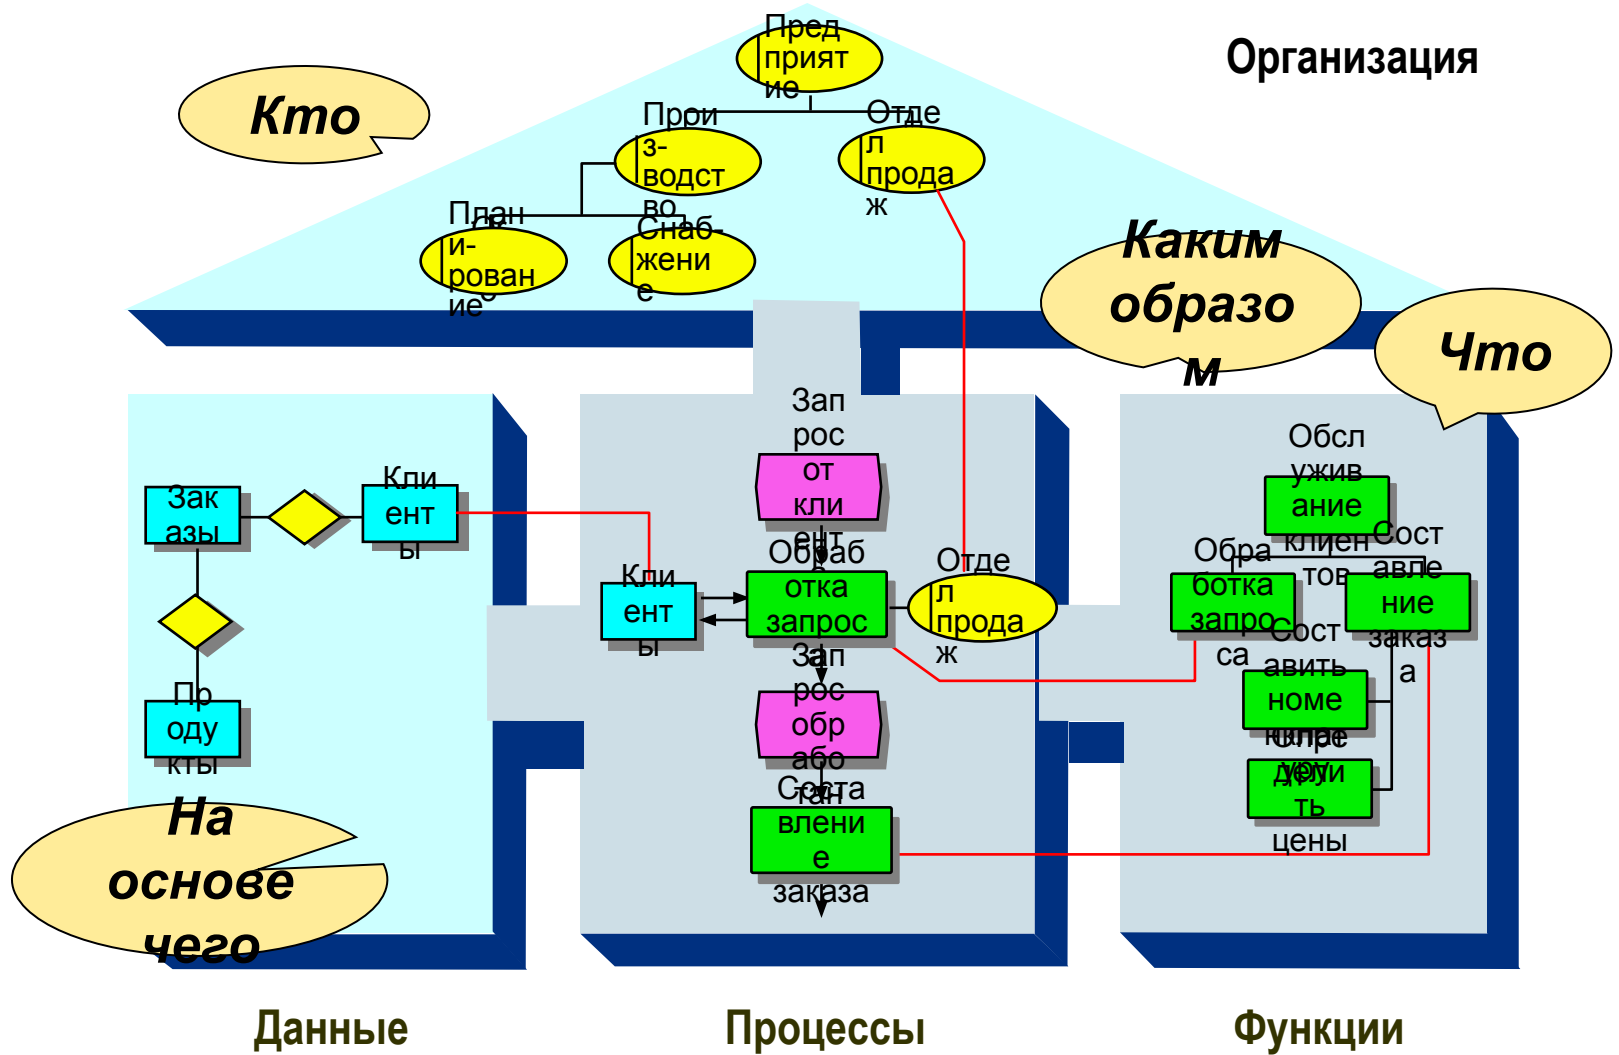 Организация
Кто
Пред
прият
ие
Прои
з-
водст
во
Отде
л
прода
ж
План
и-
рован
ие
Снаб-
жени
е
Каким
образо
м
Что
Зак
азы
Кли
ент
ы
Пр
оду
кты
На
основе
чего
Зап
рос
от
кли
ент
Обраб
отка
запрос
а
Кли
ент
ы
Отде
л
прода
ж
Зап
рос
обр
або
тан
Соста
влени
е
заказа
Обсл
ужив
ание
клиен
тов
Обра
ботка
запро
са
Сост
авле
ние
заказ
а
Сост
авить
номе
нклат
уру
Опре
дели
ть
цены
Данные
Процессы
Функции